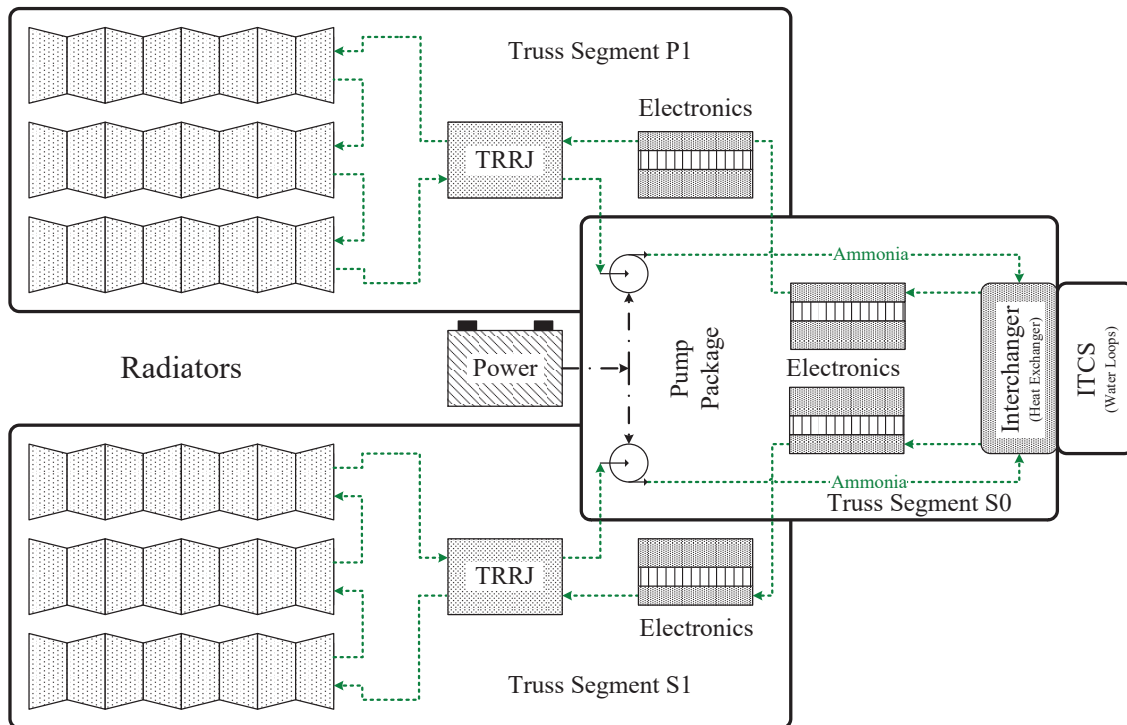 Truss Segment P1
Electronics
TRRJ
Ammonia
Radiators
Power
Pump
Package
Electronics
Interchanger
(Heat Exchanger)
ITCS
(Water Loops)
Ammonia
Truss Segment S0
TRRJ
Electronics
Truss Segment S1